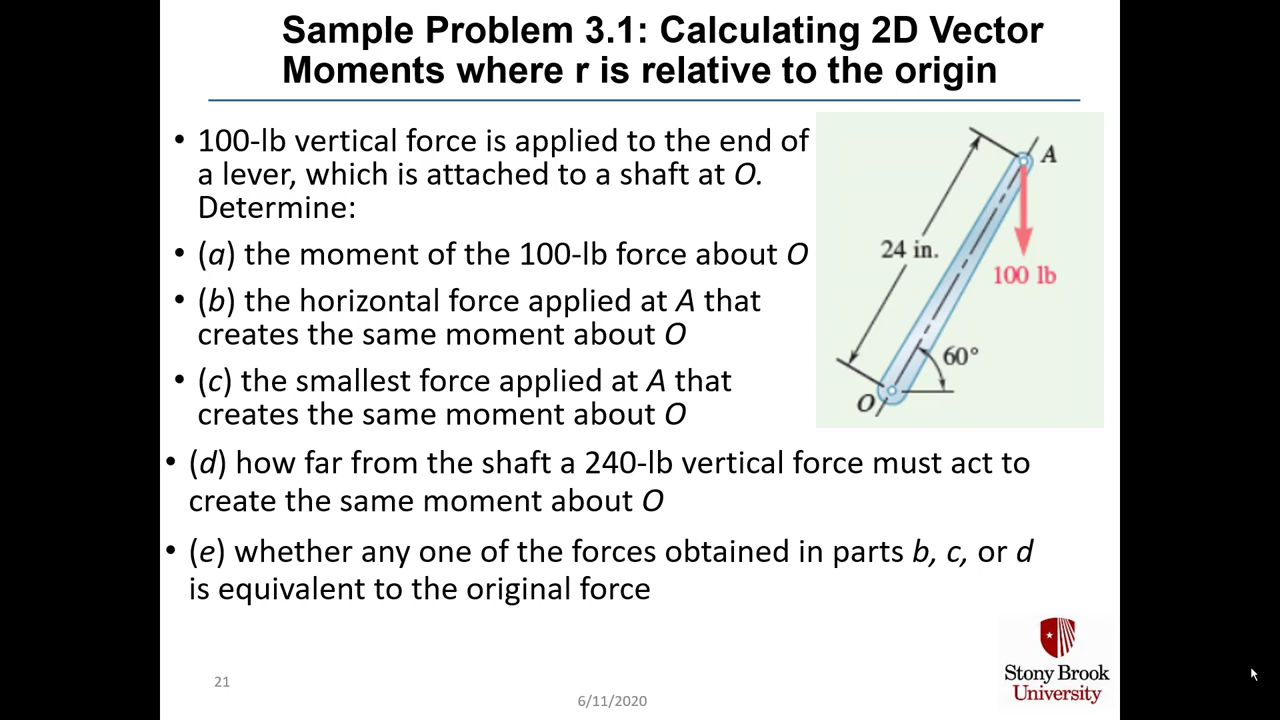 Sample Problem 3.1: Calculating 2D Vector
Moments where r is relative to the origin
• 100-lb vertical force is applied to the end of
a lever, which is attached to a shaft at O.
Determine:
• (a) the moment of the 100-lb force about O
• (b) the horizontal force applied at A that
creates the same moment about O
• (c) the smallest force applied at A that
creates the same moment about O
• (d) how far from the shaft a 240-lb vertical force must act to
create the same moment about O
• (e) whether any one of the forces obtained in parts b, c, or d
is equivalent to the original force
A
24 in.
100 lb
60°
O
21
6/11/2020
Stony Brook
University